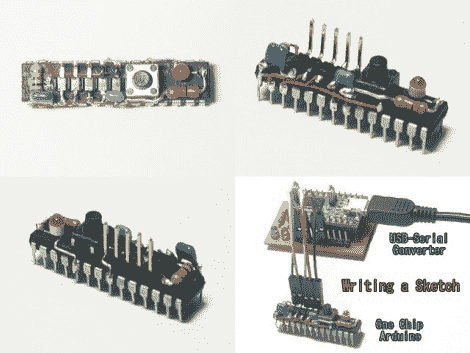 USB-Serial
Converter
Writing a Sketch
One Chip
Arduino